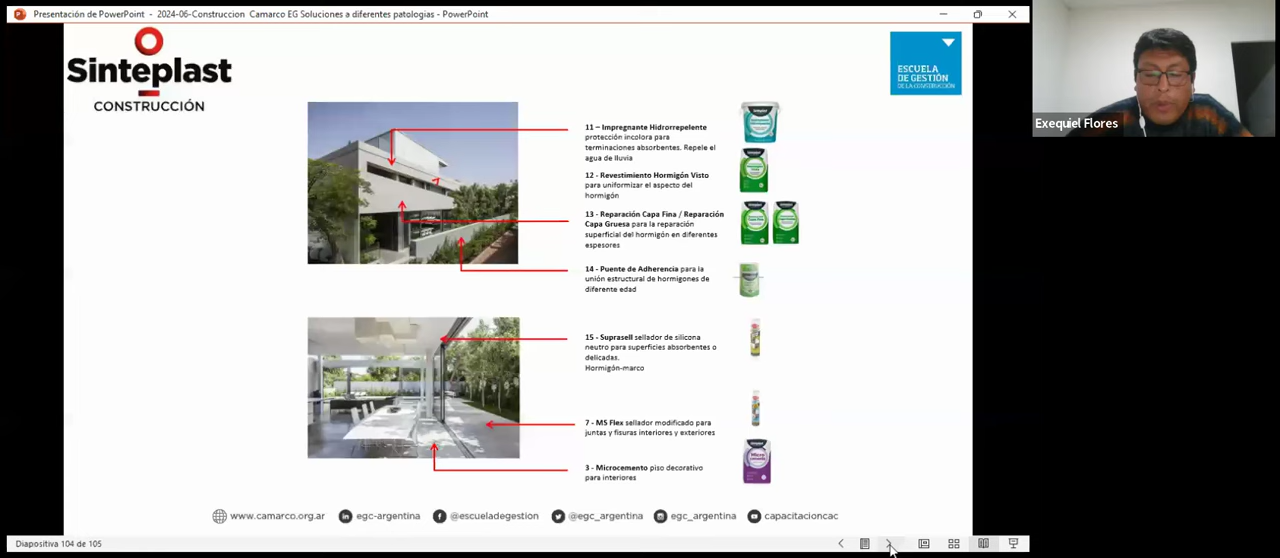 Presentación de PowerPoint - 2024-06-Construccion Camarco EG Soluciones a diferentes patologias - PowerPoint
Sinteplast
CONSTRUCCIÓN
ESCUELA
DE GESTIÓN
DE LA CONSTRUCCIÓN
Exequiel Flores
11 – Impregnante Hidrorrepelente
protección incolora para
terminaciones absorbentes. Repele el
agua de lluvia
12 - Revestimiento Hormigón Visto
para uniformizar el aspecto del
hormigón
13 - Reparación Capa Fina / Reparación
Capa Gruesa para la reparación
superficial del hormigón en diferentes
espesores
14 - Puente de Adherencia para la
unión estructural de hormigones de
diferente edad
15 - Suprasell sellador de silicona
neutro para superficies absorbentes o
delicadas.
Hormigón-marco
7 - MS Flex sellador modificado para
juntas y fisuras interiores y exteriores
3 - Microcemento piso decorativo
para interiores
www.camarco.org.ar
egc-argentina
@escueladegestion
@egc_argentina
egc_argentina
capacitacioncac
Diapositiva 104 de 105